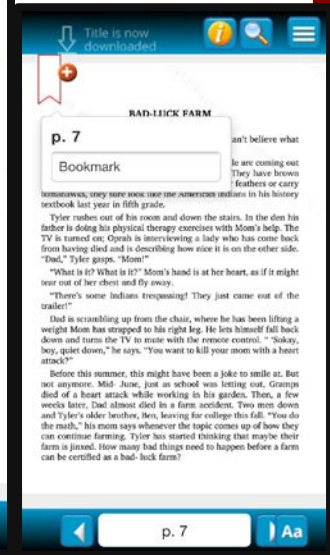 Title is now
downloaded
BAD-LUCK FARM
p. 7
Bookmark
can't believe what
le are coming out
They have brown
feathers or carry
tomahawks, they sure look like the American Indians in his history
textbook last year in fifth grade.
Tyler rushes out of his room and down the stairs. In the den his
father is doing his physical therapy exercises with Mom's help. The
TV is turned on; Oprah is interviewing a lady who has come back
from having died and is describing how nice it is on the other side.
"Dad," Tyler gasps. "Mom!"
"What is it? What is it?" Mom's hand is at her heart, as if it might
tear out of her chest and fly away.
"There's some Indians trespassing! They just came out of the
trailer!"
Dad is scrambling up from the chair, where he has been lifting a
weight Mom has strapped to his right leg. He lets himself fall back
down and turns the TV to mute with the remote control. " 'Sokay,
boy, quiet down," he says. "You want to kill your mom with a heart
attack?"
Before this summer, this might have been a joke to smile at. But
not anymore. Mid- June, just as school was letting out, Gramps
died of a heart attack while working in his garden. Then, a few
weeks later, Dad almost died in a farm accident. Two men down
and Tyler's older brother, Ben, leaving for college this fall. "You do
the math," his mom says whenever the topic comes up of how they
can continue farming. Tyler has started thinking that maybe their
farm is jinxed. How many bad things need to happen before a farm
can be certified as a bad- luck farm?
p. 7
Aa